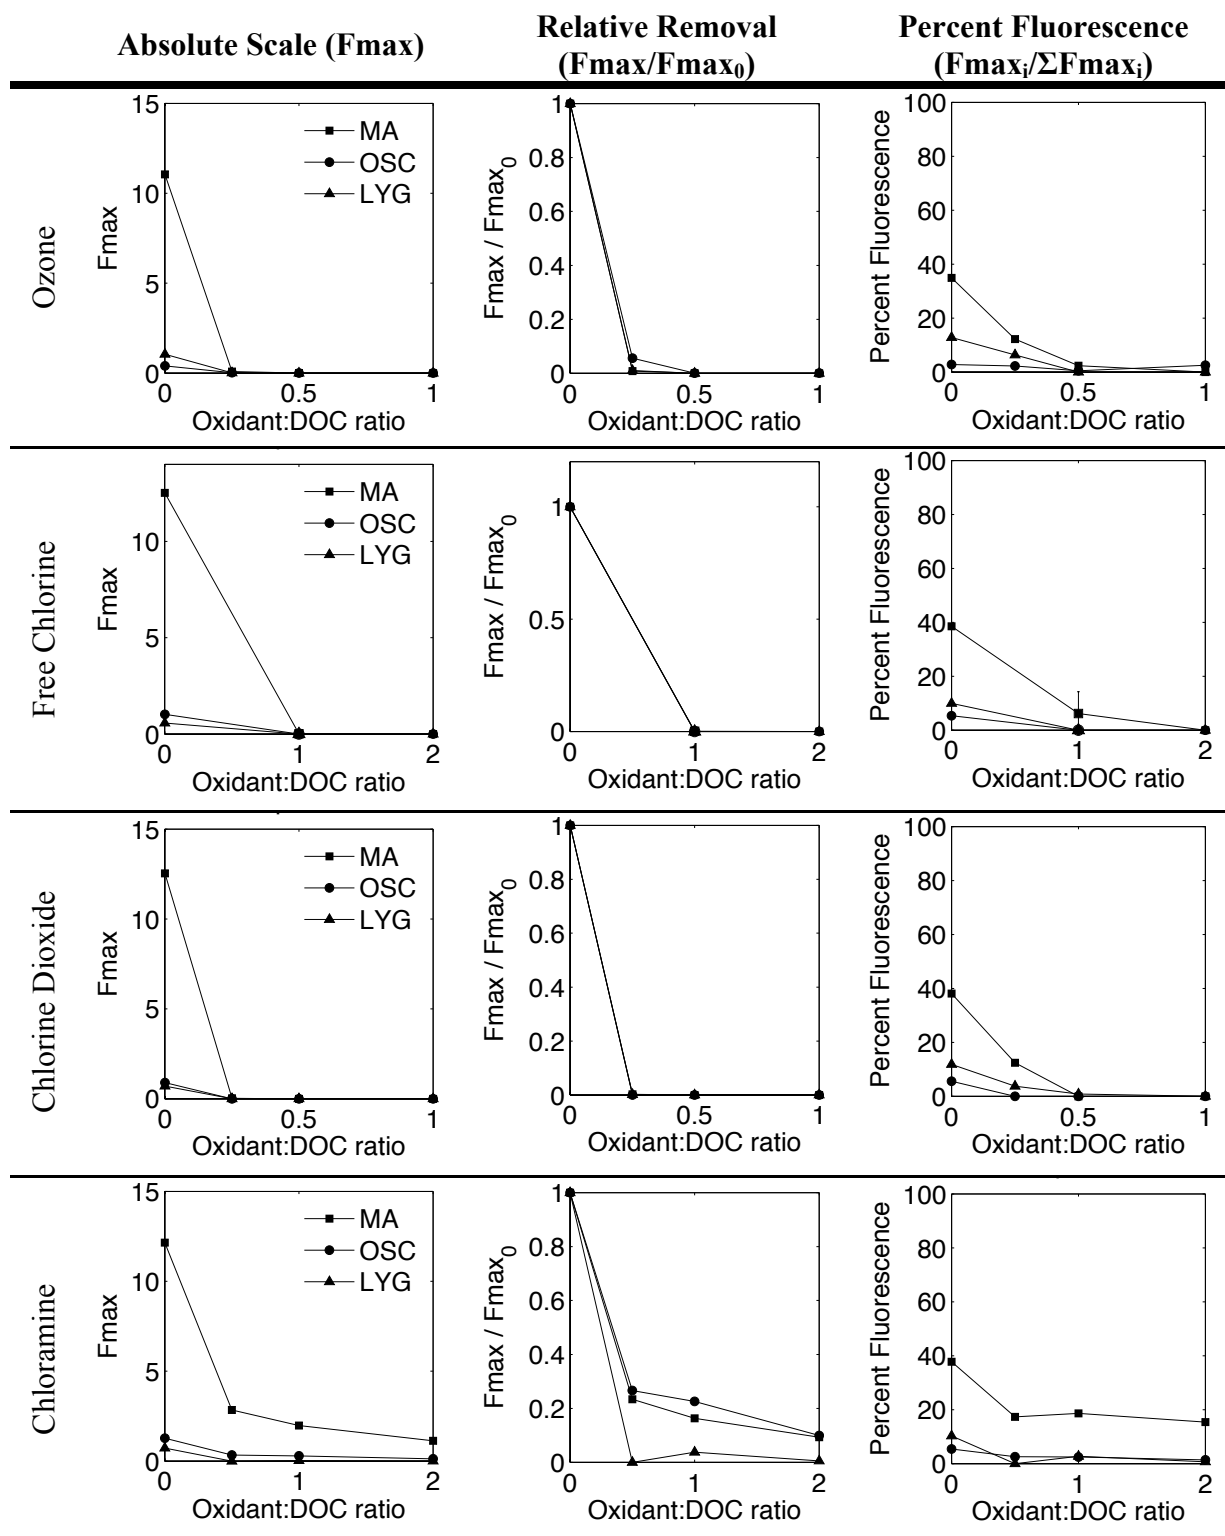 Absolute Scale (Fmax)
Relative Removal
(Fmax/Fmax₀)
Percent Fluorescence
(Fmaxᵢ/ΣFmaxᵢ)
Ozone
15
10
5
0
Fmax
MA
OSC
LYG
0 0.5 1
Oxidant:DOC ratio
1
0.8
0.6
0.4
0.2
0
Fmax / Fmax₀
0 0.5 1
Oxidant:DOC ratio
100
80
60
40
20
0
Percent Fluorescence
0 0.5 1
Oxidant:DOC ratio
Free Chlorine
10
5
0
Fmax
MA
OSC
LYG
0 1 2
Oxidant:DOC ratio
1
0.5
0
Fmax / Fmax₀
0 1 2
Oxidant:DOC ratio
100
80
60
40
20
0
Percent Fluorescence
0 1 2
Oxidant:DOC ratio
Chlorine Dioxide
15
10
5
0
Fmax
MA
OSC
LYG
0 0.5 1
Oxidant:DOC ratio
1
0.8
0.6
0.4
0.2
0
Fmax / Fmax₀
0 0.5 1
Oxidant:DOC ratio
100
80
60
40
20
0
Percent Fluorescence
0 0.5 1
Oxidant:DOC ratio
Chloramine
15
10
5
0
Fmax
MA
OSC
LYG
0 1 2
Oxidant:DOC ratio
1
0.8
0.6
0.4
0.2
0
Fmax / Fmax₀
0 1 2
Oxidant:DOC ratio
100
80
60
40
20
0
Percent Fluorescence
0 1 2
Oxidant:DOC ratio